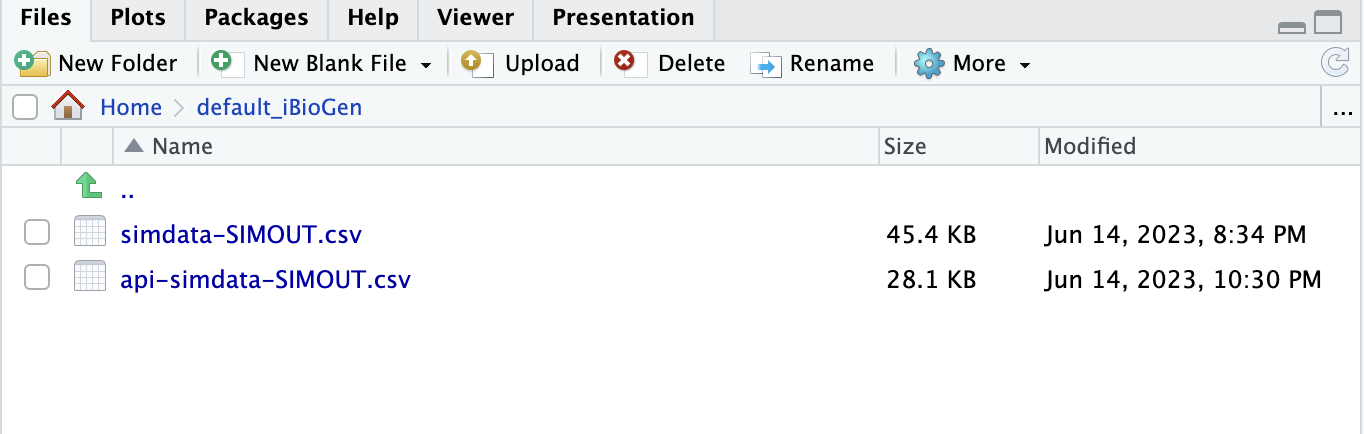 Files Plots Packages Help Viewer Presentation
New Folder New Blank File Upload Delete Rename More
Home default_iBioGen ...
Name Size Modified
..
simdata-SIMOUT.csv 45.4 KB Jun 14, 2023, 8:34 PM
api-simdata-SIMOUT.csv 28.1 KB Jun 14, 2023, 10:30 PM